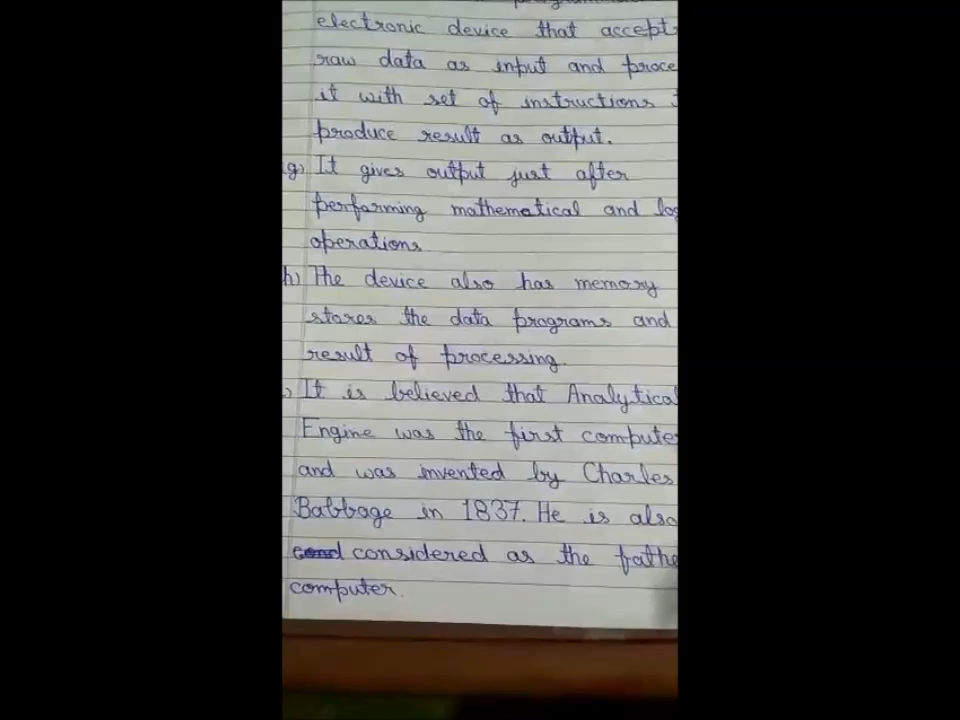 electronic device that accept
raw data as input and proce
it with set of instructions
produce result as output.
g) It gives output just after
performing mathematical and log
operations
h) The device also has memory
stores the data programs and
result of processing.
It is believed that Analytical
Engine was the first compute
and was invented by Charles
Babbage in 1837. He is also
considered as the fathe
computer.